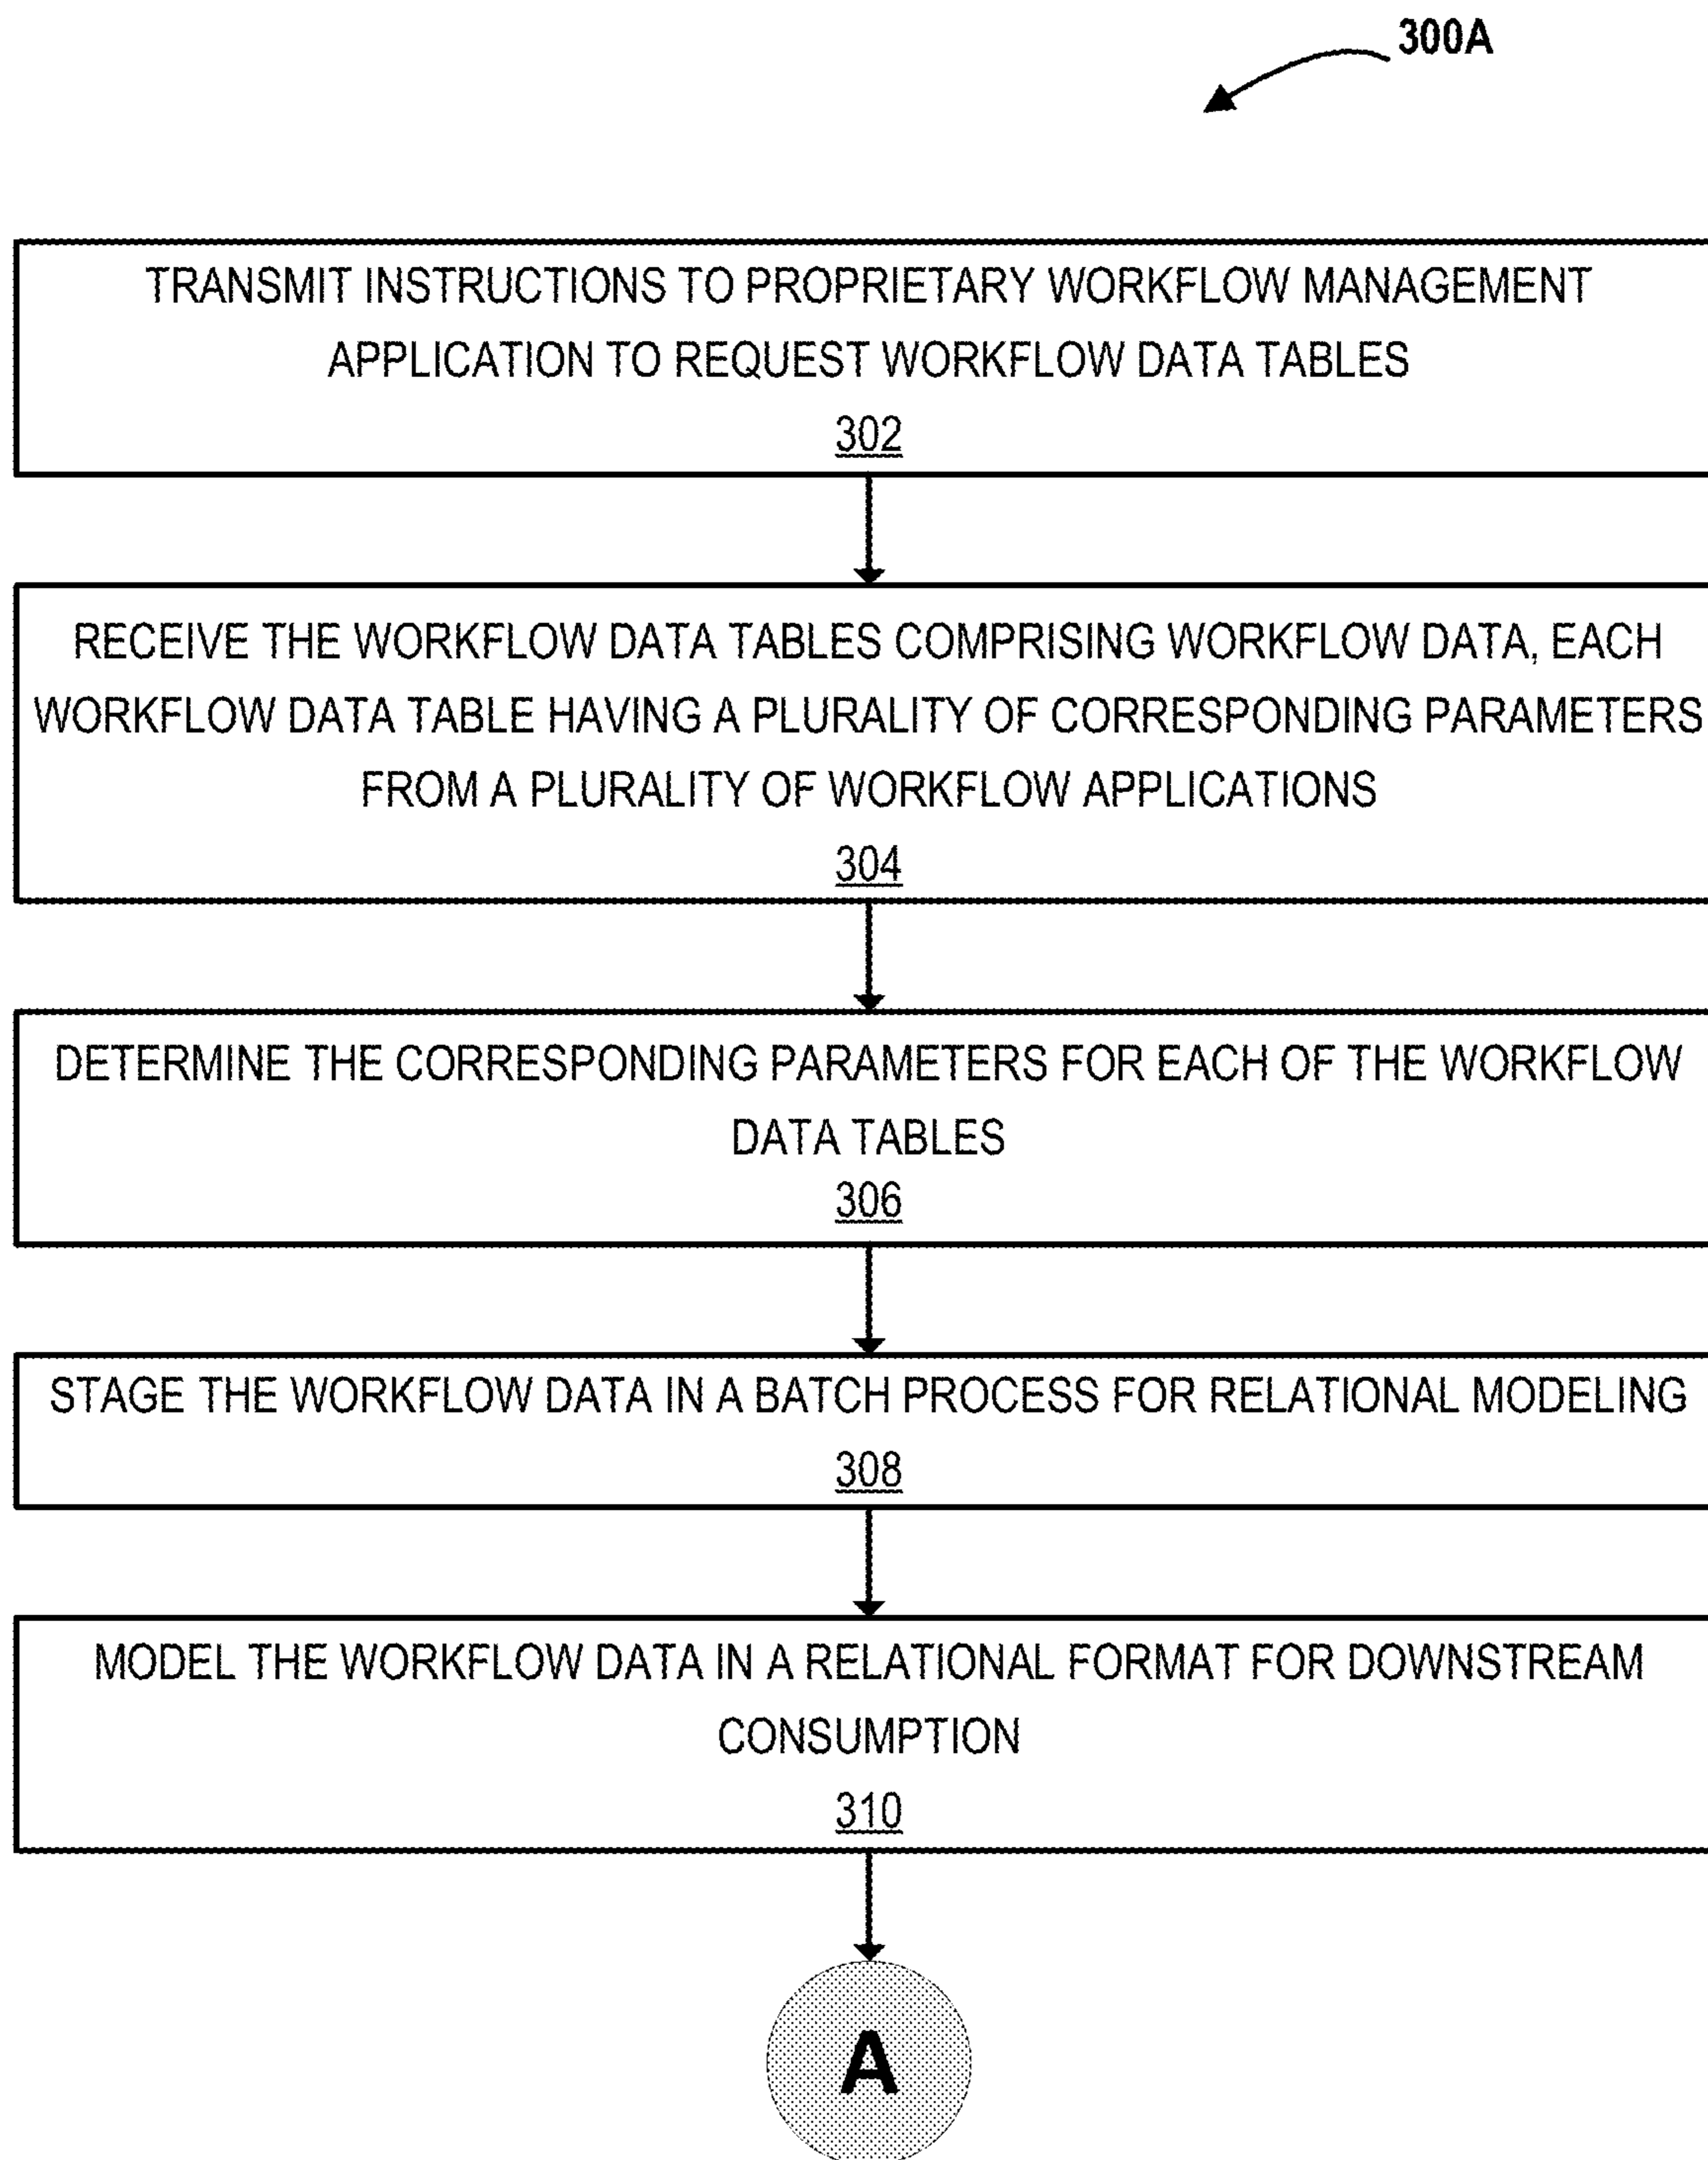 300A
TRANSMIT INSTRUCTIONS TO PROPRIETARY WORKFLOW MANAGEMENT
APPLICATION TO REQUEST WORKFLOW DATA TABLES
302
RECEIVE THE WORKFLOW DATA TABLES COMPRISING WORKFLOW DATA, EACH
WORKFLOW DATA TABLE HAVING A PLURALITY OF CORRESPONDING PARAMETERS
FROM A PLURALITY OF WORKFLOW APPLICATIONS
304
DETERMINE THE CORRESPONDING PARAMETERS FOR EACH OF THE WORKFLOW
DATA TABLES
306
STAGE THE WORKFLOW DATA IN A BATCH PROCESS FOR RELATIONAL MODELING
308
MODEL THE WORKFLOW DATA IN A RELATIONAL FORMAT FOR DOWNSTREAM
CONSUMPTION
310
A